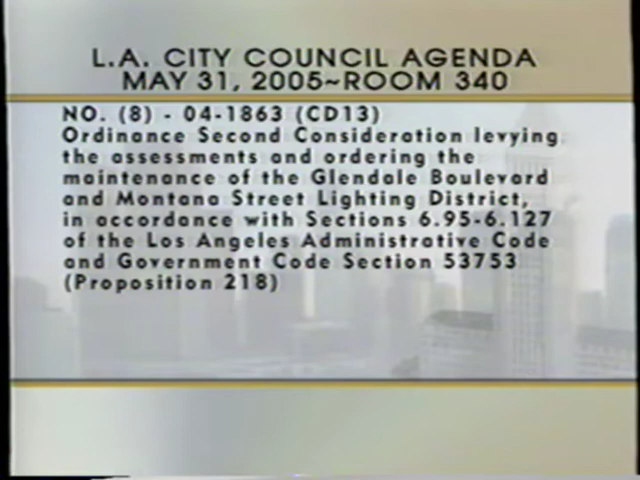 L.A. CITY COUNCIL AGENDA
MAY 31, 2005~ROOM 340
NO. (8) - 04-1863 (CD13)
Ordinance Second Consideration levying
the assessments and ordering the
maintenance of the Glendale Boulevard
and Montana Street Lighting District,
in accordance with Sections 6.95-6.127
of the Los Angeles Administrative Code
and Government Code Section 53753
(Proposition 218)